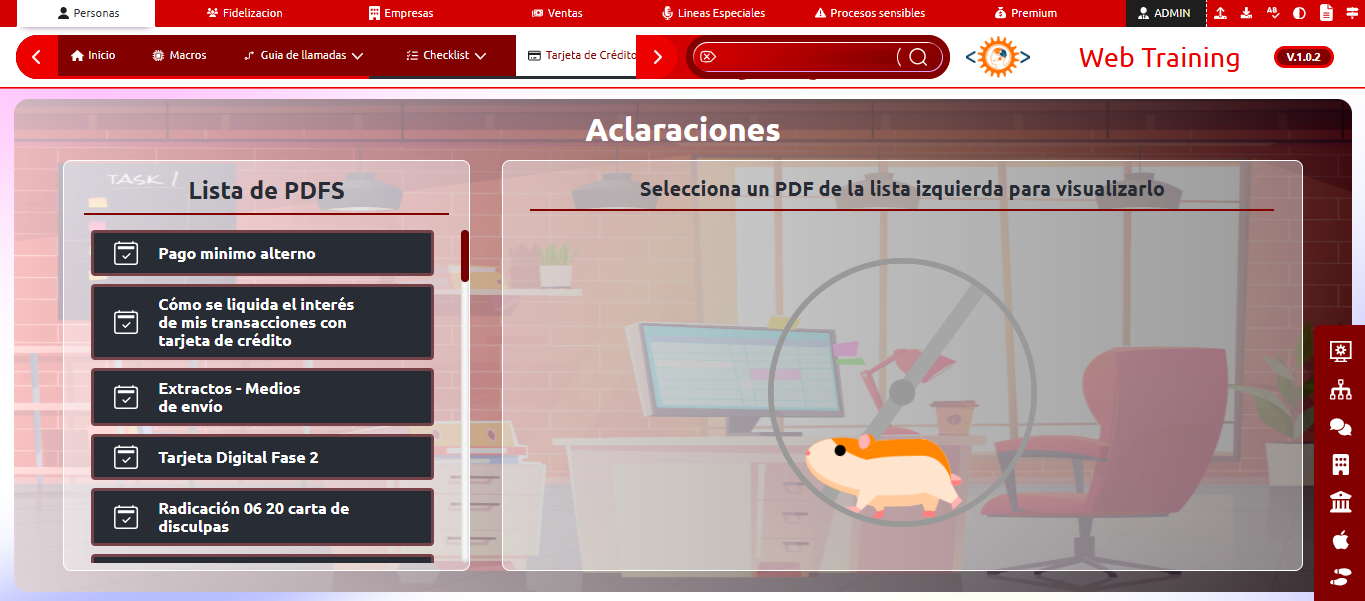 Personas
Fidelizacion
Empresas
Ventas
Lineas Especiales
Procesos sensibles
Premium
ADMIN
AB
Inicio
Macros
Guia de llamadas
Checklist
Tarjeta de Crédito
Web Training
V.1.0.2
Aclaraciones
TASK !
Lista de PDFS
Pago minimo alterno
Cómo se liquida el interés
de mis transacciones con
tarjeta de crédito
Extractos - Medios
de envío
Tarjeta Digital Fase 2
Radicación 06 20 carta de
disculpas
Selecciona un PDF de la lista izquierda para visualizarlo